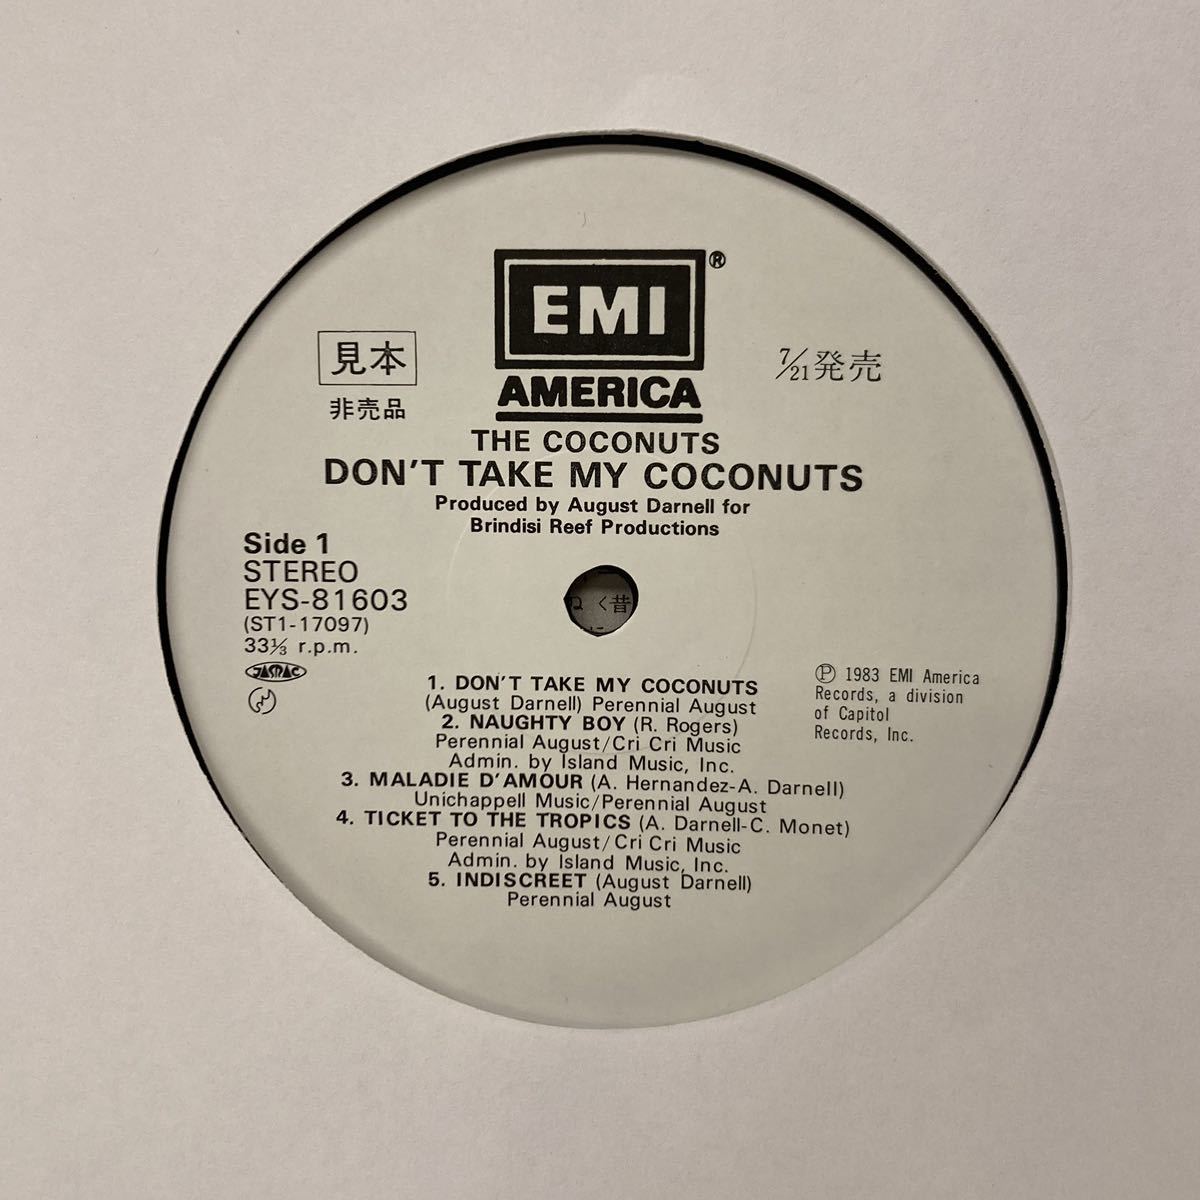 EMI
®
AMERICA
見本
非売品
7/21発売
THE COCONUTS
DON'T TAKE MY COCONUTS
Produced by August Darnell for
Brindisi Reef Productions
Side 1
STEREO
EYS-81603
(ST1-17097)
33⅓ r.p.m.
JASRAC
ね く昔
1. DON'T TAKE MY COCONUTS
(August Darnell) Perennial August
2. NAUGHTY BOY (R. Rogers)
Perennial August/Cri Cri Music
Admin. by Island Music, Inc.
3. MALADIE D'AMOUR (A. Hernandez-A. Darnell)
Unichappell Music/Perennial August
4. TICKET TO THE TROPICS (A. Darnell-C. Monet)
Perennial August/Cri Cri Music
Admin. by Island Music, Inc.
5. INDISCREET (August Darnell)
Perennial August
Ⓟ 1983 EMI America
Records, a division
of Capitol
Records, Inc.